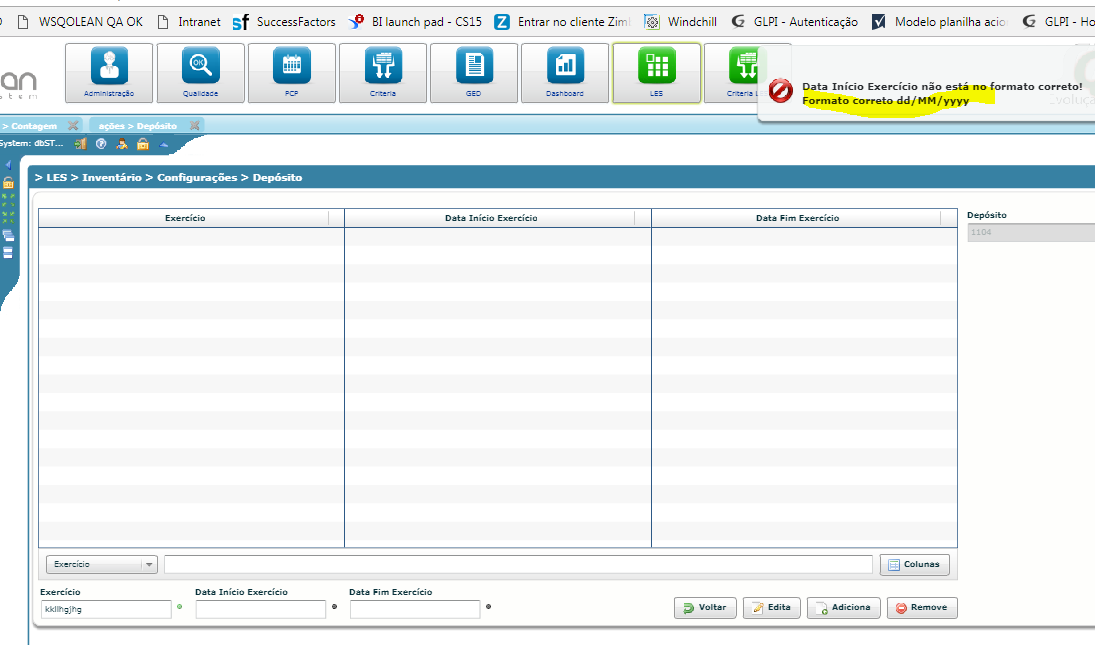 WSQOLEAN QA OK Intranet SuccessFactors BI launch pad - CS15 Entrar no cliente Zim Windchill GLPI - Autenticação Modelo planilha acio GLPI - Ho
an
s t e m
Administração Qualidade PCP Criteria GED Dashboard LES Criteria
Data Início Exercício não está no formato correto!
Formato correto dd/MM/yyyy
> Contagem ações > Depósito
System: dbST...
> LES > Inventário > Configurações > Depósito
Exercício Data Início Exercício Data Fim Exercício
Depósito
1104
Exercício Colunas
Exercício Data Início Exercício Data Fim Exercício
kkllhgjhg
Voltar Edita Adiciona Remove